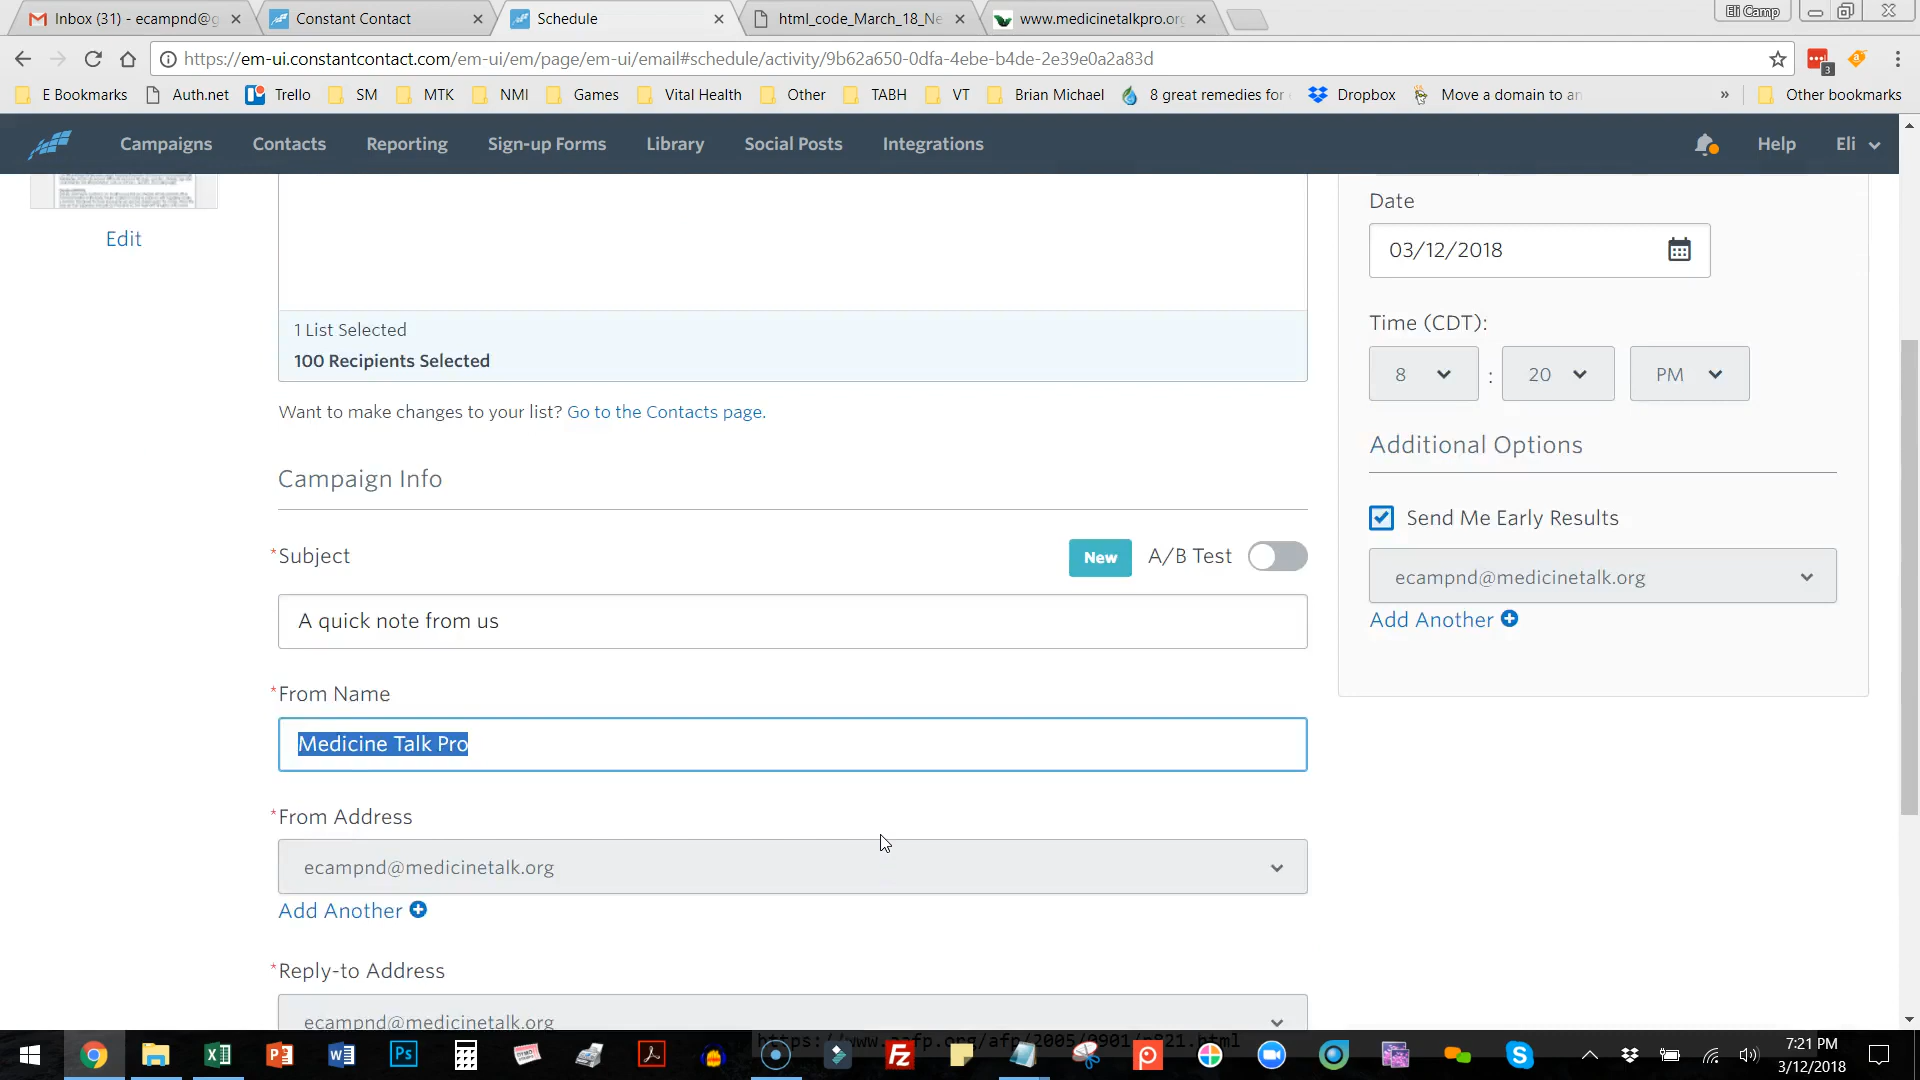 Inbox (31) - ecampnd@g
Constant Contact
Schedule
html_code_March_18_Ne
www.medicinetalkpro.org
Eli Camp
https://em-ui.constantcontact.com/em-ui/em/page/em-ui/email#schedule/activity/9b62a650-0dfa-4ebe-b4de-2e39e0a2a83d
3
E Bookmarks
Auth.net
Trello
SM
MTK
NMI
Games
Vital Health
Other
TABH
VT
Brian Michael
8 great remedies for
Dropbox
Move a domain to an
»
Other bookmarks
Campaigns
Contacts
Reporting
Sign-up Forms
Library
Social Posts
Integrations
Help
Eli
Edit
1 List Selected
100 Recipients Selected
Want to make changes to your list? Go to the Contacts page.
Campaign Info
*Subject
New
A/B Test
A quick note from us
*From Name
Medicine Talk Pro
*From Address
ecampnd@medicinetalk.org
Add Another
*Reply-to Address
ecampnd@medicinetalk.org
Date
03/12/2018
Time (CDT):
8 : 20 PM
Additional Options
Send Me Early Results
ecampnd@medicinetalk.org
Add Another
7:21 PM
3/12/2018